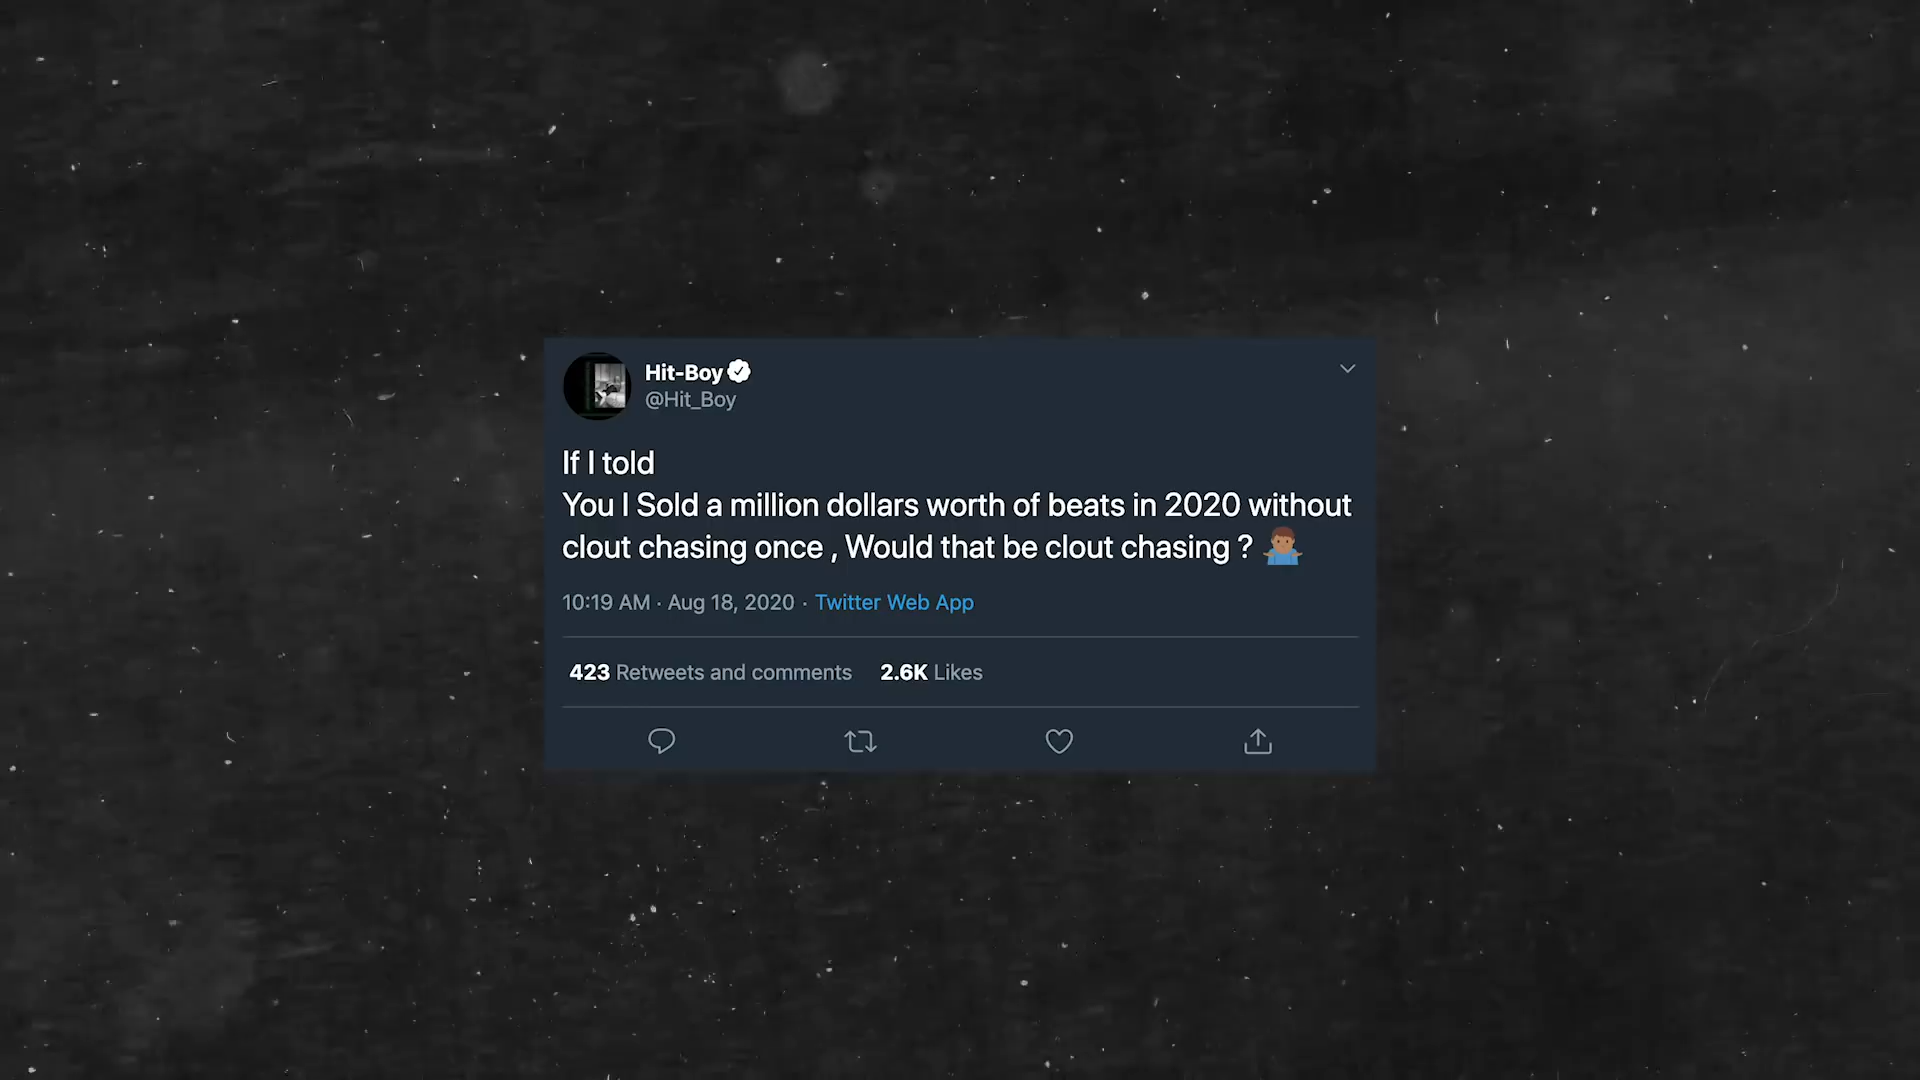 Hit-Boy
@Hit_Boy
If I told
You I Sold a million dollars worth of beats in 2020 without
clout chasing once , Would that be clout chasing ? 🤷🏽‍♂️
10:19 AM · Aug 18, 2020 · Twitter Web App
423 Retweets and comments 2.6K Likes